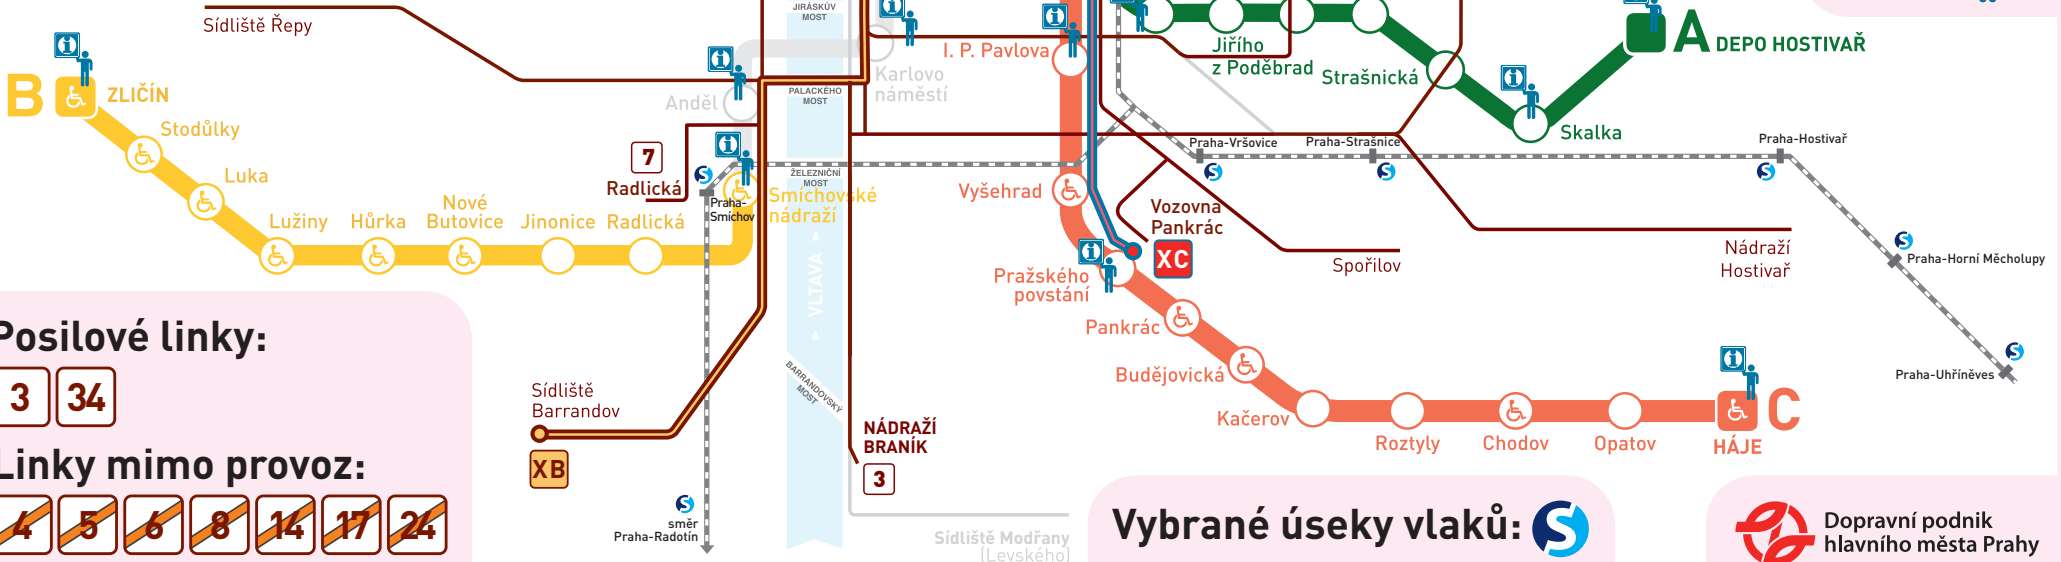 Sídliště Řepy
JIRÁSKŮV
MOST
I. P. Pavlova
Jiřího
z Poděbrad
Strašnická
A DEPO HOSTIVAŘ
B
ZLIČÍN
Stodůlky
Luka
Lužiny
Hůrka
Nové
Butovice
Jinonice
Radlická
Anděl
Karlovo
náměstí
PALACKÉHO
MOST
Skalka
7
Radlická
Praha-
Smíchov
Smíchovské
nádraží
ŽELEZNIČNÍ
MOST
Vyšehrad
Praha-Vršovice
Praha-Strašnice
Praha-Hostivař
Vozovna
Pankrác
XC
Spořilov
Nádraží
Hostivař
Praha-Horní Měcholupy
Praha-Uhříněves
Pražského
povstání
Pankrác
Budějovická
Kačerov
Roztyly
Chodov
Opatov
HÁJE
C
VLTAVA
BARRANDOVSKÝ
MOST
Posilové linky:
3 34
Linky mimo provoz:
4 5 6 8 14 17 24
Sídliště
Barrandov
XB
směr
Praha-Radotín
NÁDRAŽÍ
BRANÍK
3
Sídliště Modřany
(Levského)
Vybrané úseky vlaků: S
Dopravní podnik
hlavního města Prahy